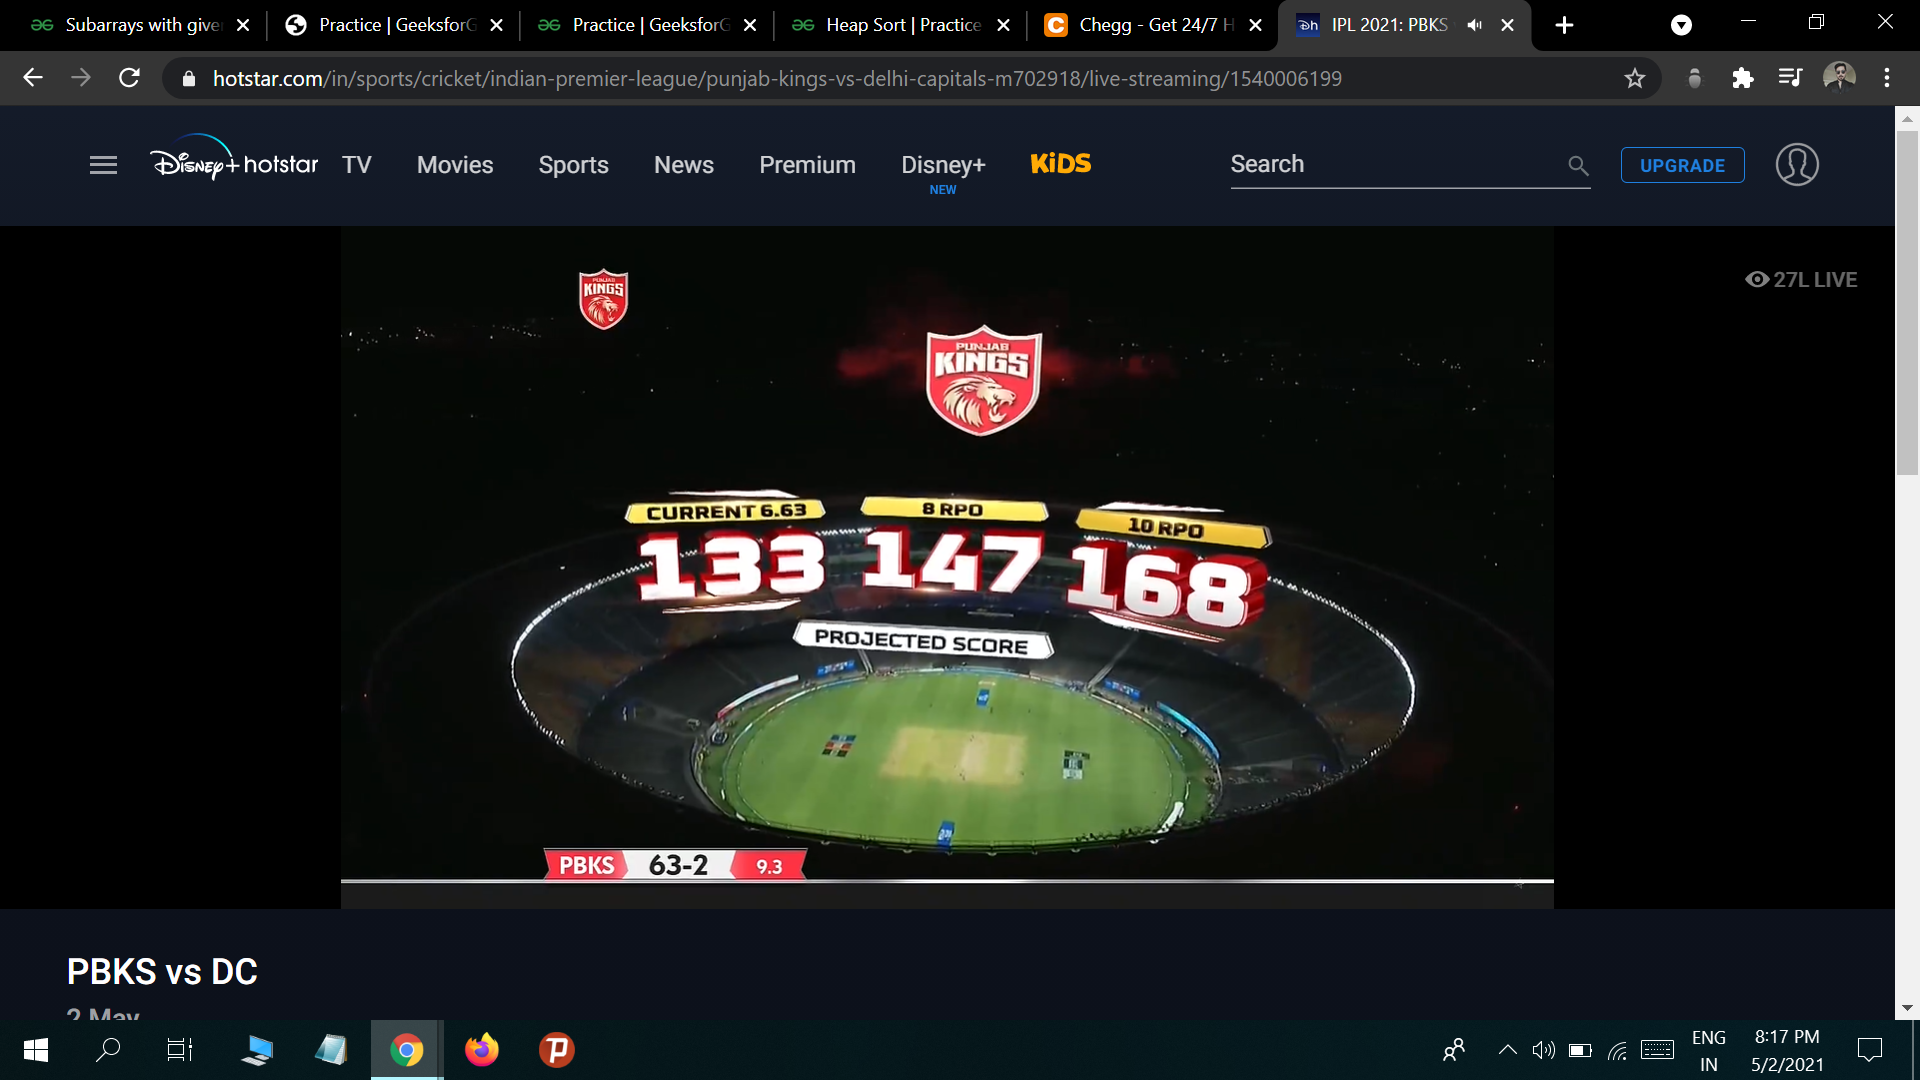 Subarrays with give
Practice | GeeksforG
Practice | GeeksforG
Heap Sort | Practice
Chegg - Get 24/7 H
IPL 2021: PBKS
hotstar.com/in/sports/cricket/indian-premier-league/punjab-kings-vs-delhi-capitals-m702918/live-streaming/1540006199
Disney+ hotstar
TV
Movies
Sports
News
Premium
Disney+
NEW
KiDS
Search
UPGRADE
27L LIVE
PUNJAB
KINGS
PUNJAB
KINGS
CURRENT 6.63
8 RPO
10 RPO
133
147
168
PROJECTED SCORE
PBKS 63-2 9.3
PBKS vs DC
2 May
ENG
IN
8:17 PM
5/2/2021